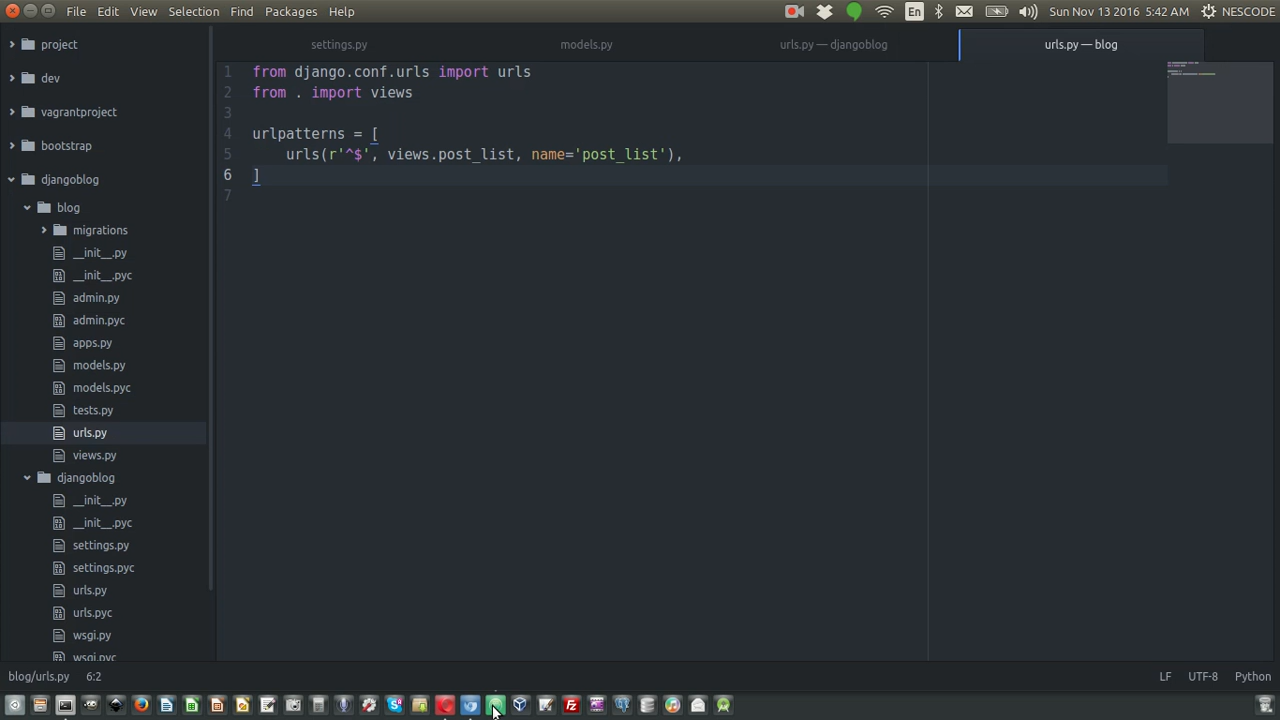 File Edit View Selection Find Packages Help
En
Sun Nov 13 2016 5:42 AM
NESCODE
project
dev
vagrantproject
bootstrap
djangoblog
blog
migrations
__init__.py
__init__.pyc
admin.py
admin.pyc
apps.py
models.py
models.pyc
tests.py
urls.py
views.py
djangoblog
__init__.py
__init__.pyc
settings.py
settings.pyc
urls.py
urls.pyc
wsgi.py
wsgi.pyc
settings.py
models.py
urls.py — djangoblog
urls.py — blog
1 from django.conf.urls import urls
2 from . import views
3
4 urlpatterns = [
5 urls(r'^$', views.post_list, name='post_list'),
6 ]
7
blog/urls.py 6:2
LF UTF-8 Python